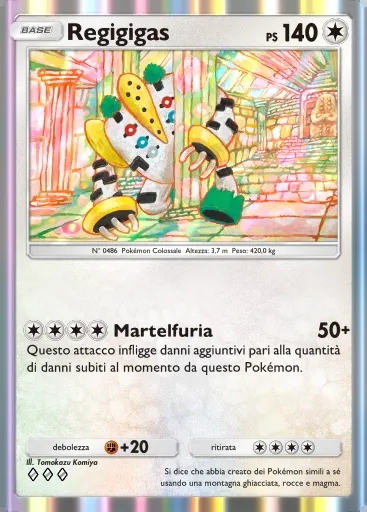 BASE Regigigas PS 140
N° 0486 Pokémon Colossale Altezza: 3,7 m Peso: 420,0 kg
Martelfuria 50+
Questo attacco infligge danni aggiuntivi pari alla quantità
di danni subiti al momento da questo Pokémon.
debolezza +20 ritirata
Ill. Tomokazu Komiya
Si dice che abbia creato dei Pokémon simili a sé
usando una montagna ghiacciata, rocce e magma.